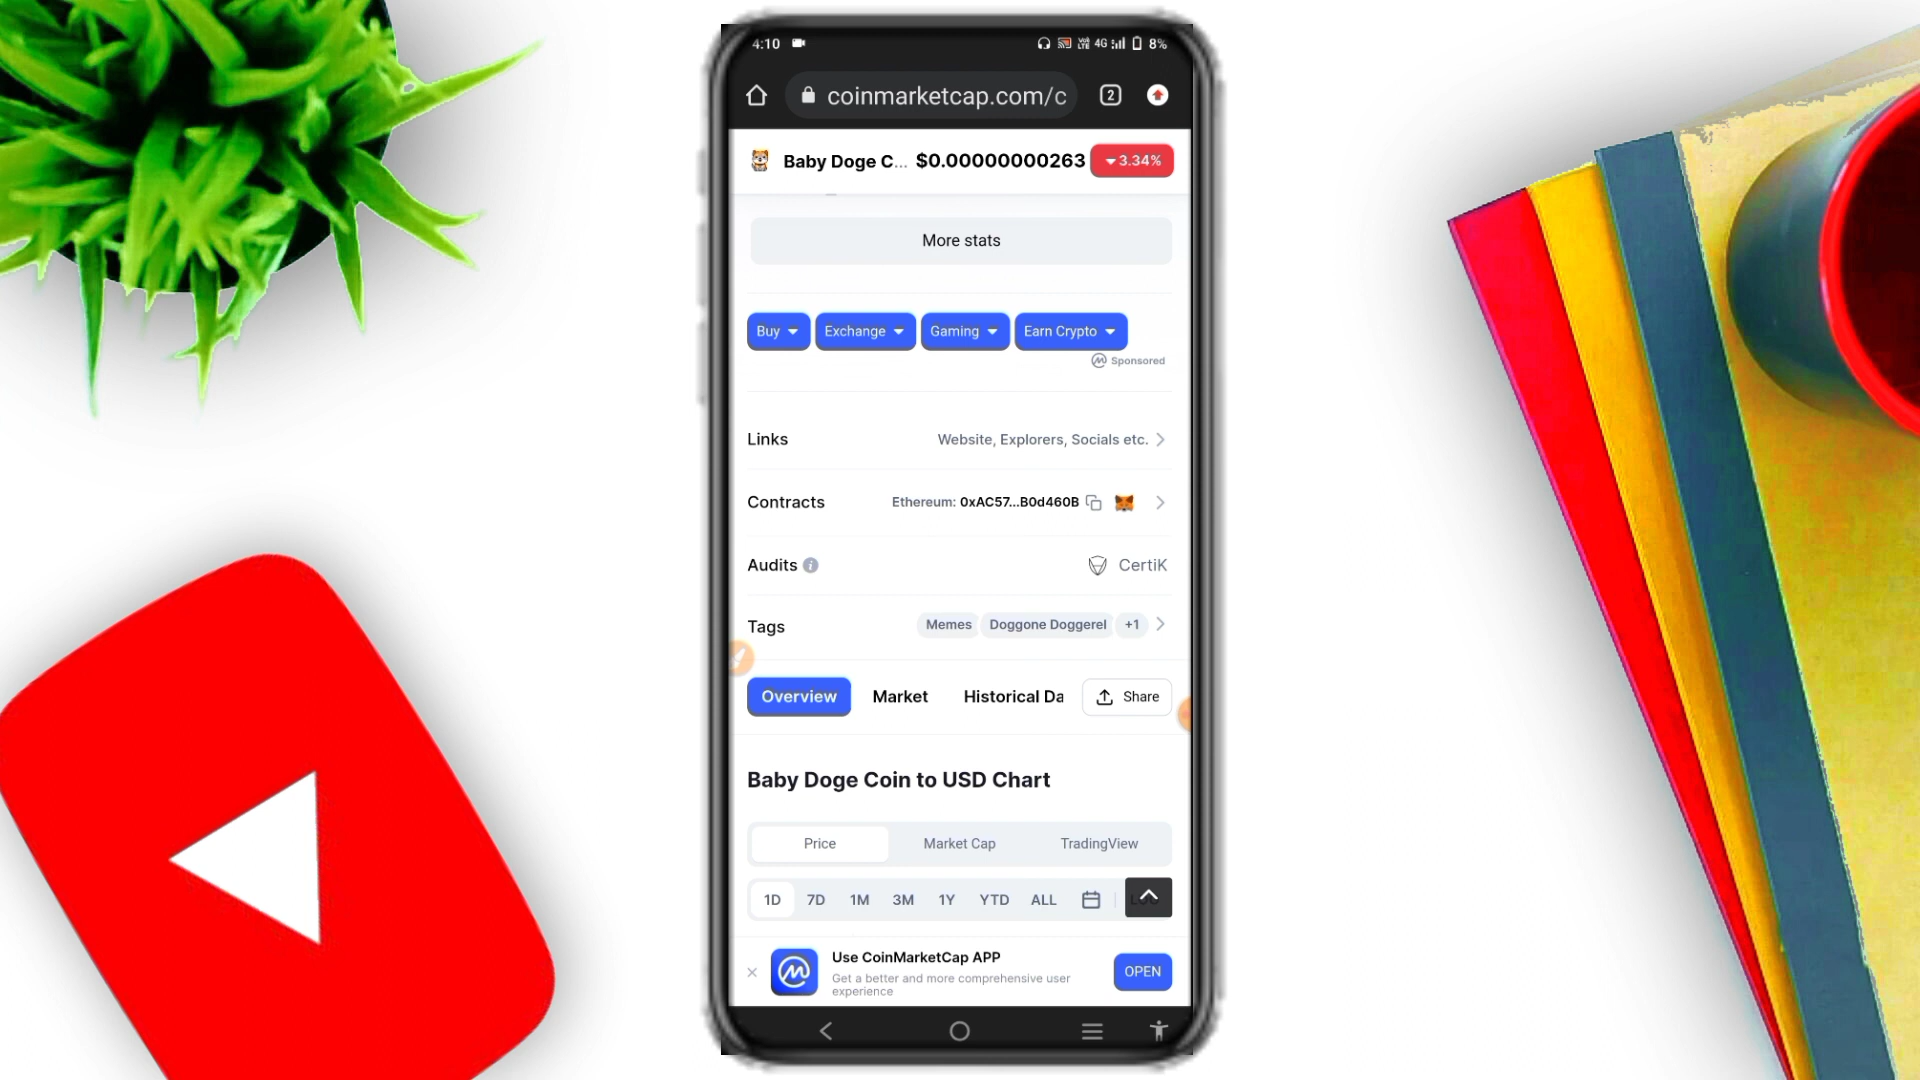 4:10
4G 8%
coinmarketcap.com/c
2
Baby Doge C... $0.00000000263 3.34%
More stats
Buy Exchange Gaming Earn Crypto
Sponsored
Links Website, Explorers, Socials etc.
Contracts Ethereum: 0xAC57...B0d460B
Audits CertiK
Tags Memes Doggone Doggerel +1
Overview Market Historical Da Share
Baby Doge Coin to USD Chart
Price Market Cap TradingView
1D 7D 1M 3M 1Y YTD ALL
Use CoinMarketCap APP
Get a better and more comprehensive user
experience
OPEN